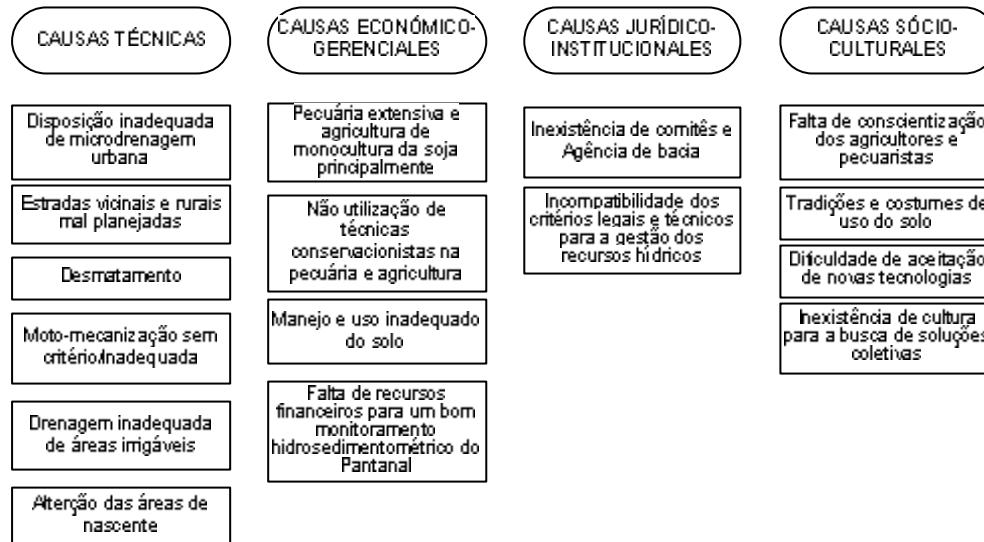 CAUSAS TÉCNICAS
Disposição inadequada
de microdrenagem
urbana
Estradas vicinais e rurais
mal planejadas
Desmatamento
Moto-mecanização sem
critério/Inadequada
Drenagem inadequada
de áreas irrigáveis
Alterção das áreas de
nascente
CAUSAS ECONÓMICO-
GERENCIALES
Pecuária extensiva e
agricultura de
monocultura da soja
principalmente
Não utilização de
técnicas
conservacionistas na
pecuária e agricultura
Manejo e uso inadequado
do solo
Falta de recursos
financeiros para um bom
monitoramento
hidrosedimentométrico do
Pantanal
CAUSAS JURÍDICO-
INSTITUCIONALES
Inexistência de comitês e
Agência de bacia
Incompatibilidade dos
critérios legais e técnicos
para a gestão dos
recursos hídricos
CAUSAS SÓCIO-
CULTURALES
Falta de conscientização
dos agricultores e
pecuaristas
Tradições e costumes de
uso do solo
Dificuldade de aceitação
de novas tecnologias
Inexistência de cultura
para a busca de soluções
coletivas